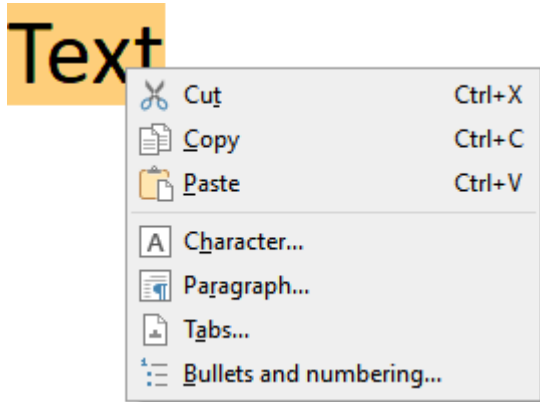 Text
Cut Ctrl+X
Copy Ctrl+C
Paste Ctrl+V
Character...
Paragraph...
Tabs...
Bullets and numbering...